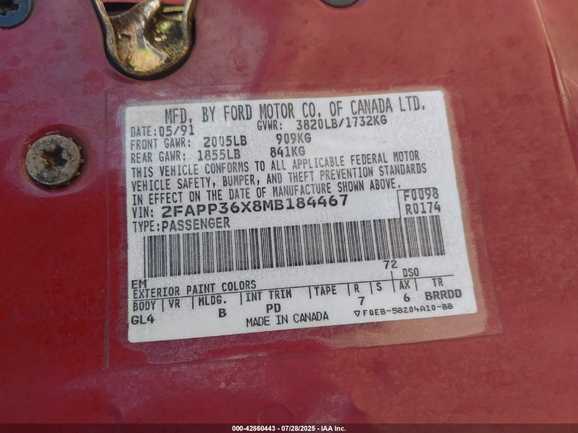 MFD. BY FORD MOTOR CO. OF CANADA LTD.
DATE: 05/91 GVWR: 3820LB/1732KG
FRONT GAWR: 2005LB 909KG
REAR GAWR: 1855LB 841KG
THIS VEHICLE CONFORMS TO ALL APPLICABLE FEDERAL MOTOR
VEHICLE SAFETY, BUMPER, AND THEFT PREVENTION STANDARDS
IN EFFECT ON THE DATE OF MANUFACTURE SHOWN ABOVE.
VIN: 2FAPP36X8MB184467 F0098
TYPE: PASSENGER R0174
EM 72
EXTERIOR PAINT COLORS DSO
BODY VR MLDG. INT TRIM TAPE R S AX TR
GL4 B PD 7 6 BRRDD
MADE IN CANADA ▽F0EB-58204A10-BB
000-42860443 - 07/28/2025 - IAA Inc.